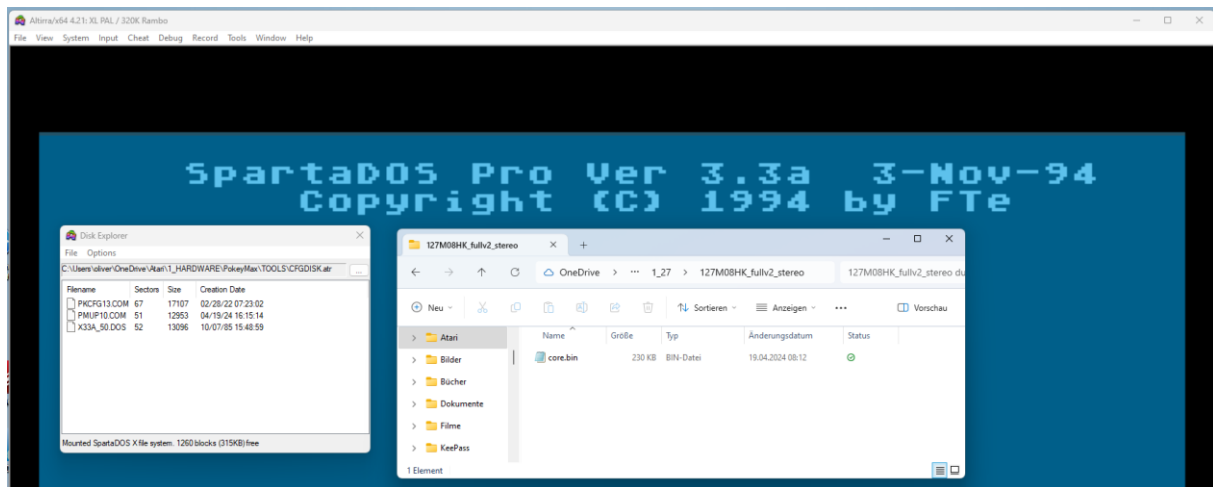 Altirra/x64 4.21: XL PAL / 320K Rambo
File View System Input Cheat Debug Record Tools Window Help
SpartaDOS Pro Ver 3.3a 3-Nov-94
Copyright (C) 1994 by FTe
Disk Explorer
File Options
C:\Users\oliver\OneDrive\Atari\1_HARDWARE\PokeyMax\TOOLS\CFGDISK.atr ...
Filename Sectors Size Creation Date
PKCFG13.COM 67 17107 02/28/22 07:23:02
PMUP10.COM 51 12953 04/19/24 16:15:14
X33A_50.DOS 52 13096 10/07/85 15:48:59
Mounted SpartaDOS X file system. 1260 blocks (315KB) free
127M08HK_fullv2_stereo
OneDrive > ... 1_27 > 127M08HK_fullv2_stereo
127M08HK_fullv2_stereo du
Neu Sortieren Anzeigen ... Vorschau
Name Größe Typ Änderungsdatum Status
core.bin 230 KB BIN-Datei 19.04.2024 08:12
Atari
Bilder
Bücher
Dokumente
Filme
KeePass
1 Element